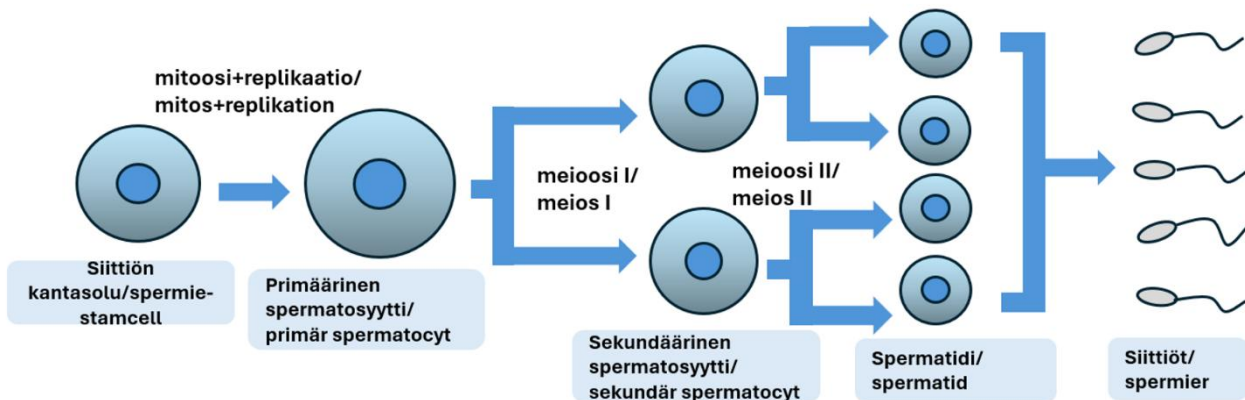 mitoosi+replikaatio/
mitos+replikation
Siittiön
kantasolu/spermie-
stamcell
Primäärinen
spermatosyytti/
primär spermatocyt
meioosi I/
meios I
Sekundäärinen
spermatosyytti/
sekundär spermatocyt
meioosi II/
meios II
Spermatidi/
spermatid
Siittiöt/
spermier